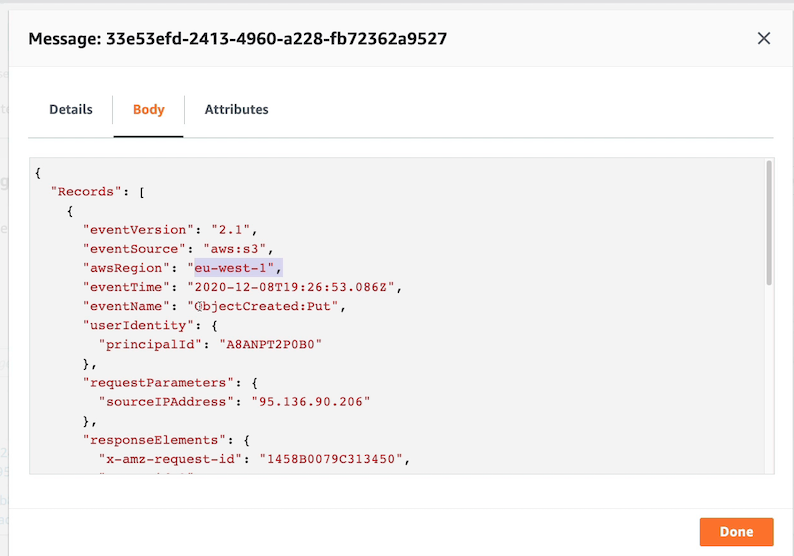 Message: 33e53efd-2413-4960-a228-fb72362a9527
Details Body Attributes
{
"Records": [
{
"eventVersion": "2.1",
"eventSource": "aws:s3",
"awsRegion": "eu-west-1",
"eventTime": "2020-12-08T19:26:53.086Z",
"eventName": "ObjectCreated:Put",
"userIdentity": {
"principalId": "A8ANPT2P0B0"
},
"requestParameters": {
"sourceIPAddress": "95.136.90.206"
},
"responseElements": {
"x-amz-request-id": "1458B0079C313450",
Done